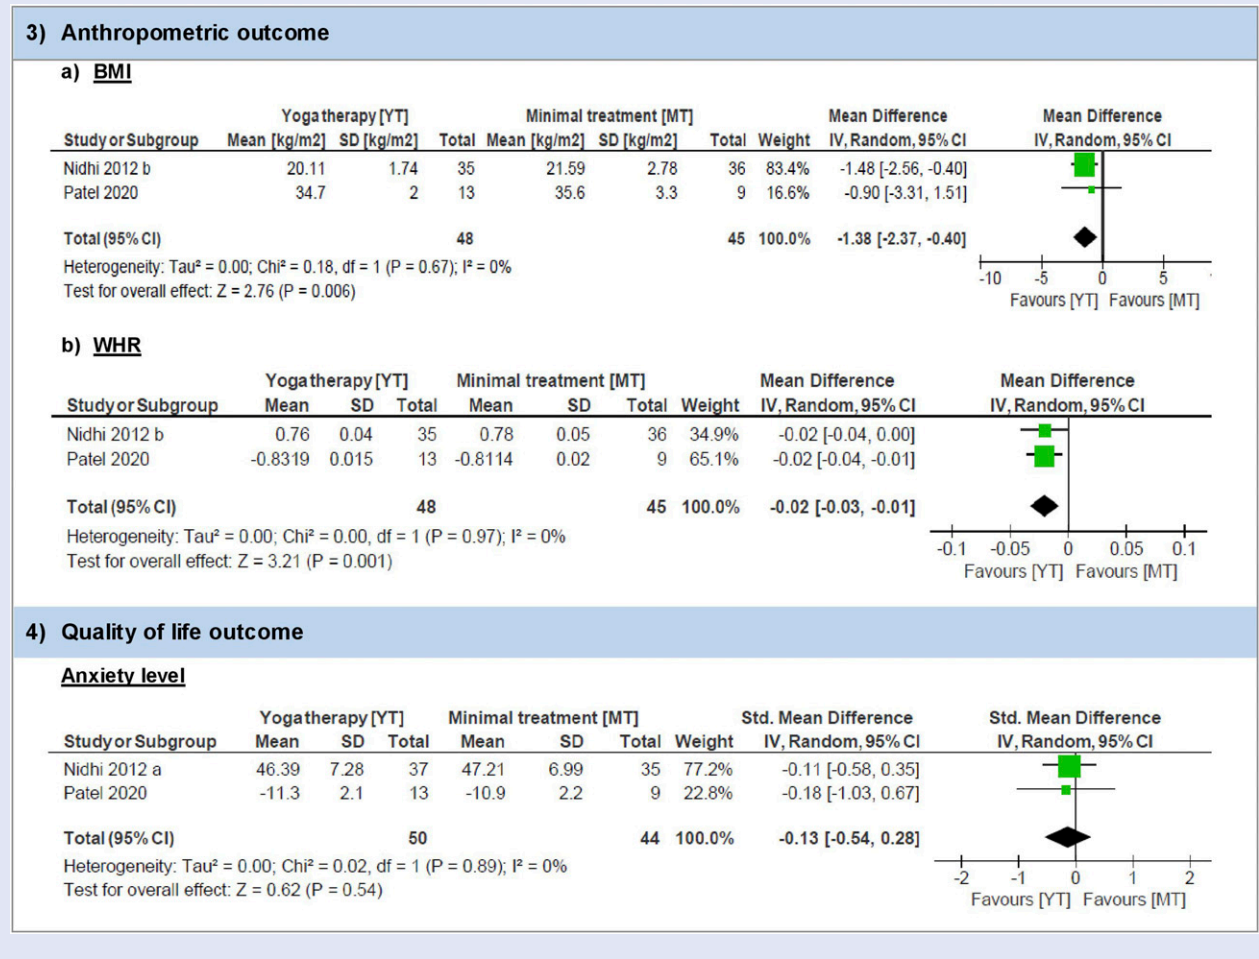 3) Anthropometric outcome
a) BMI
Yoga therapy [YT] Minimal treatment [MT] Mean Difference Mean Difference
Study or Subgroup Mean [kg/m2] SD [kg/m2] Total Mean [kg/m2] SD [kg/m2] Total Weight IV, Random, 95% CI IV, Random, 95% CI
Nidhi 2012 b 20.11 1.74 35 21.59 2.78 36 83.4% -1.48 [-2.56, -0.40]
Patel 2020 34.7 2 13 35.6 3.3 9 16.6% -0.90 [-3.31, 1.51]
Total (95% CI) 48 45 100.0% -1.38 [-2.37, -0.40]
Heterogeneity: Tau² = 0.00; Chi² = 0.18, df = 1 (P = 0.67); I² = 0%
Test for overall effect: Z = 2.76 (P = 0.006)
-10 -5 0 5
Favours [YT] Favours [MT]
b) WHR
Yoga therapy [YT] Minimal treatment [MT] Mean Difference Mean Difference
Study or Subgroup Mean SD Total Mean SD Total Weight IV, Random, 95% CI IV, Random, 95% CI
Nidhi 2012 b 0.76 0.04 35 0.78 0.05 36 34.9% -0.02 [-0.04, 0.00]
Patel 2020 -0.8319 0.015 13 -0.8114 0.02 9 65.1% -0.02 [-0.04, -0.01]
Total (95% CI) 48 45 100.0% -0.02 [-0.03, -0.01]
Heterogeneity: Tau² = 0.00; Chi² = 0.00, df = 1 (P = 0.97); I² = 0%
Test for overall effect: Z = 3.21 (P = 0.001)
-0.1 -0.05 0 0.05 0.1
Favours [YT] Favours [MT]
4) Quality of life outcome
Anxiety level
Yoga therapy [YT] Minimal treatment [MT] Std. Mean Difference Std. Mean Difference
Study or Subgroup Mean SD Total Mean SD Total Weight IV, Random, 95% CI IV, Random, 95% CI
Nidhi 2012 a 46.39 7.28 37 47.21 6.99 35 77.2% -0.11 [-0.58, 0.35]
Patel 2020 -11.3 2.1 13 -10.9 2.2 9 22.8% -0.18 [-1.03, 0.67]
Total (95% CI) 50 44 100.0% -0.13 [-0.54, 0.28]
Heterogeneity: Tau² = 0.00; Chi² = 0.02, df = 1 (P = 0.89); I² = 0%
Test for overall effect: Z = 0.62 (P = 0.54)
-2 -1 0 1 2
Favours [YT] Favours [MT]